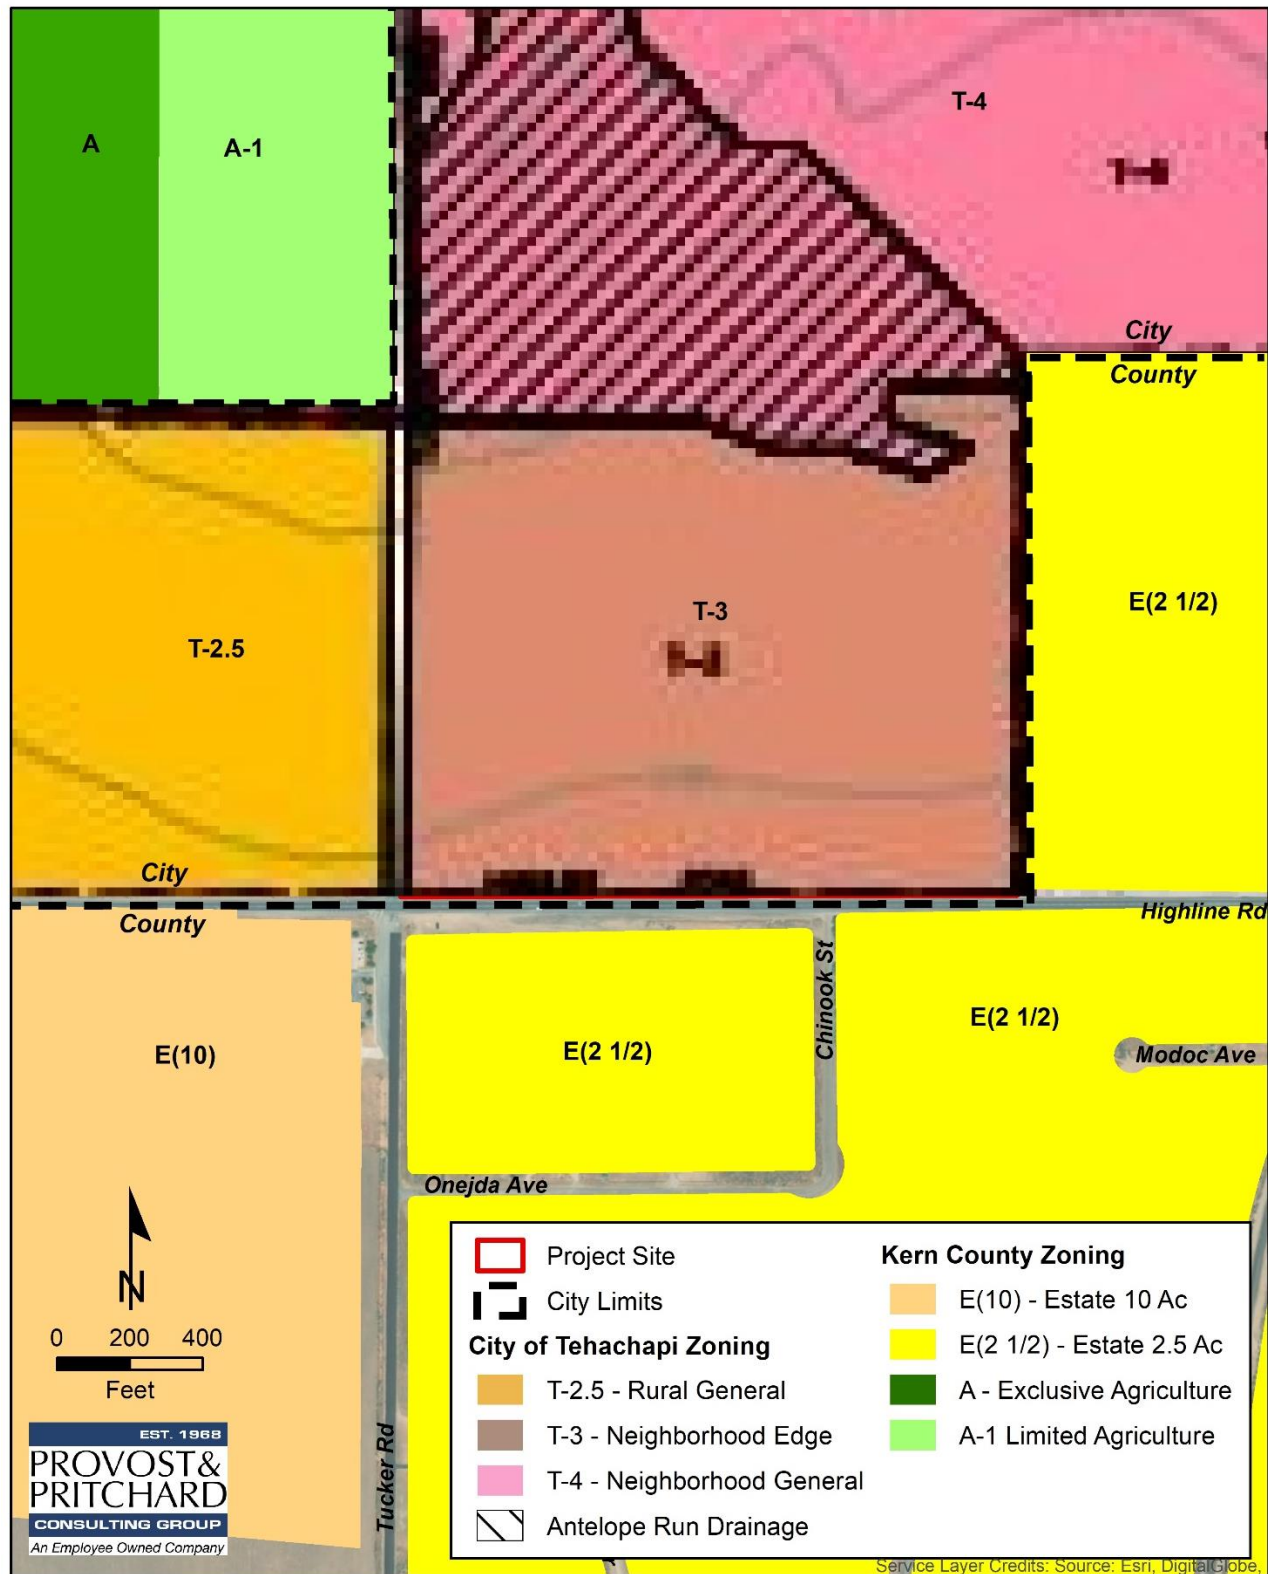 T-4
A
A-1
City
County
E(2 1/2)
T-3
T-2.5
City
County
Highline Rd
Chinook St
E(2 1/2)
E(2 1/2)
E(10)
Modoc Ave
Onejda Ave
Tucker Rd
N
0 200 400
Feet
EST. 1968
PROVOST&
PRITCHARD
CONSULTING GROUP
An Employee Owned Company
Project Site
City Limits
City of Tehachapi Zoning
T-2.5 - Rural General
T-3 - Neighborhood Edge
T-4 - Neighborhood General
Antelope Run Drainage
Kern County Zoning
E(10) - Estate 10 Ac
E(2 1/2) - Estate 2.5 Ac
A - Exclusive Agriculture
A-1 Limited Agriculture
Service Layer Credits: Source: Esri, DigitalGlobe,